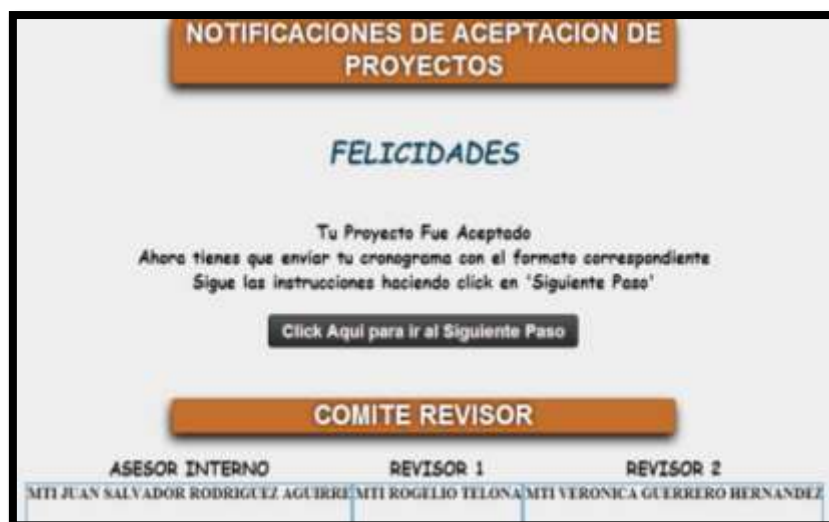 NOTIFICACIONES DE ACEPTACION DE
PROYECTOS
FELICIDADES
Tu Proyecto Fue Aceptado
Ahora tienes que enviar tu cronograma con el formato correspondiente
Sigue las instrucciones haciendo click en 'Siguiente Paso'
Click Aqui para ir al Siguiente Paso
COMITE REVISOR
ASESOR INTERNO REVISOR 1 REVISOR 2
MTI JUAN SALVADOR RODRIGUEZ AGUIRRE MTI ROGELIO TELONA MTI VERONICA GUERRERO HERNANDEZ